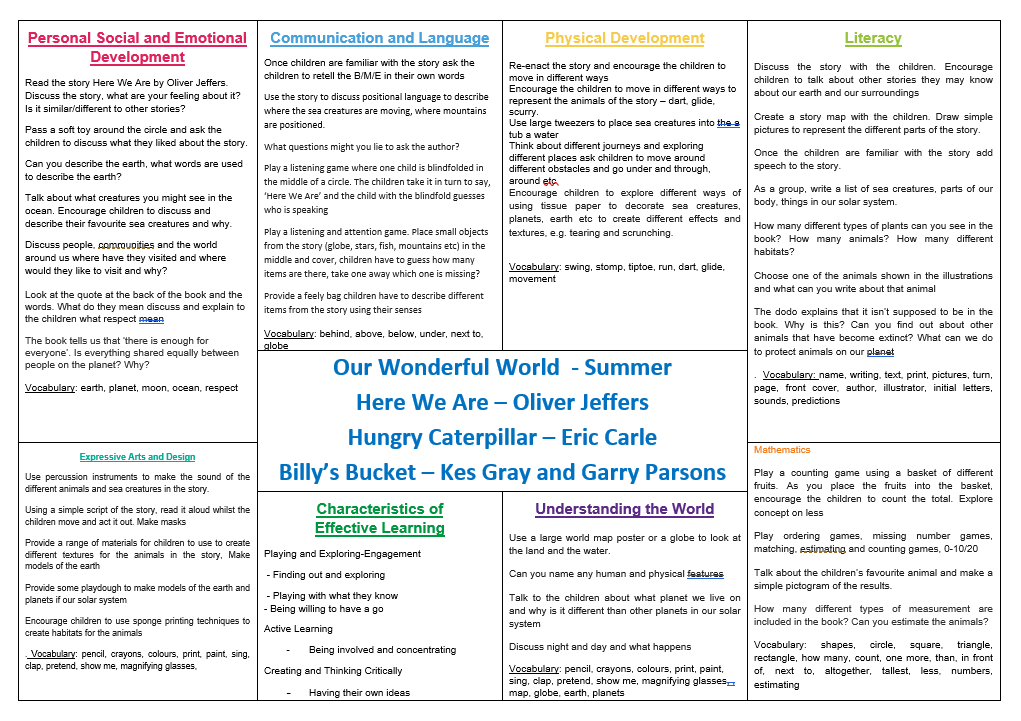 Personal Social and Emotional
Development
Read the story Here We Are by Oliver Jeffers.
Discuss the story, what are your feeling about it?
Is it similar/different to other stories?
Pass a soft toy around the circle and ask the
children to discuss what they liked about the story.
Can you describe the earth, what words are used
to describe the earth?
Talk about what creatures you might see in the
ocean. Encourage children to discuss and
describe their favourite sea creatures and why.
Discuss people, communities and the world
around us where have they visited and where
would they like to visit and why?
Look at the quote at the back of the book and the
words. What do they mean discuss and explain to
the children what respect mean
The book tells us that 'there is enough for
everyone'. Is everything shared equally between
people on the planet? Why?
Vocabulary: earth, planet, moon, ocean, respect
Communication and Language
Once children are familiar with the story ask the
children to retell the B/M/E in their own words
Use the story to discuss positional language to describe
where the sea creatures are moving, where mountains
are positioned.
What questions might you lie to ask the author?
Play a listening game where one child is blindfolded in
the middle of a circle. The children take it in turn to say,
'Here We Are' and the child with the blindfold guesses
who is speaking
Play a listening and attention game. Place small objects
from the story (globe, stars, fish, mountains etc) in the
middle and cover, children have to guess how many
items are there, take one away which one is missing?
Provide a feely bag children have to describe different
items from the story using their senses
Vocabulary: behind, above, below, under, next to,
globe
Physical Development
Re-enact the story and encourage the children to
move in different ways
Encourage the children to move in different ways to
represent the animals of the story – dart, glide,
scurry.
Use large tweezers to place sea creatures into the a
tub a water
Think about different journeys and exploring
different places ask children to move around
different obstacles and go under and through,
around etc.
Encourage children to explore different ways of
using tissue paper to decorate sea creatures,
planets, earth etc to create different effects and
textures, e.g. tearing and scrunching.
Vocabulary: swing, stomp, tiptoe, run, dart, glide,
movement
Literacy
Discuss the story with the children. Encourage
children to talk about other stories they may know
about our earth and our surroundings
Create a story map with the children. Draw simple
pictures to represent the different parts of the story.
Once the children are familiar with the story add
speech to the story.
As a group, write a list of sea creatures, parts of our
body, things in our solar system.
How many different types of plants can you see in the
book? How many animals? How many different
habitats?
Choose one of the animals shown in the illustrations
and what can you write about that animal
The dodo explains that it isn't supposed to be in the
book. Why is this? Can you find out about other
animals that have become extinct? What can we do
to protect animals on our planet
. Vocabulary: name, writing, text, print, pictures, turn,
page, front cover, author, illustrator, initial letters,
sounds, predictions
Our Wonderful World - Summer
Here We Are – Oliver Jeffers
Hungry Caterpillar – Eric Carle
Billy's Bucket – Kes Gray and Garry Parsons
Expressive Arts and Design
Use percussion instruments to make the sound of the
different animals and sea creatures in the story.
Using a simple script of the story, read it aloud whilst the
children move and act it out. Make masks
Provide a range of materials for children to use to create
different textures for the animals in the story, Make
models of the earth
Provide some playdough to make models of the earth and
planets if our solar system
Encourage children to use sponge printing techniques to
create habitats for the animals
. Vocabulary: pencil, crayons, colours, print, paint, sing,
clap, pretend, show me, magnifying glasses,
Characteristics of
Effective Learning
Playing and Exploring-Engagement
- Finding out and exploring
- Playing with what they know
- Being willing to have a go
Active Learning
- Being involved and concentrating
Creating and Thinking Critically
- Having their own ideas
Understanding the World
Use a large world map poster or a globe to look at
the land and the water.
Can you name any human and physical features
Talk to the children about what planet we live on
and why is it different than other planets in our solar
system
Discuss night and day and what happens
Vocabulary: pencil, crayons, colours, print, paint,
sing, clap, pretend, show me, magnifying glasses,
map, globe, earth, planets
Mathematics
Play a counting game using a basket of different
fruits. As you place the fruits into the basket,
encourage the children to count the total. Explore
concept on less
Play ordering games, missing number games,
matching, estimating and counting games, 0-10/20
Talk about the children's favourite animal and make a
simple pictogram of the results.
How many different types of measurement are
included in the book? Can you estimate the animals?
Vocabulary: shapes, circle, square, triangle,
rectangle, how many, count, one more, than, in front
of, next to, altogether, tallest, less, numbers,
estimating